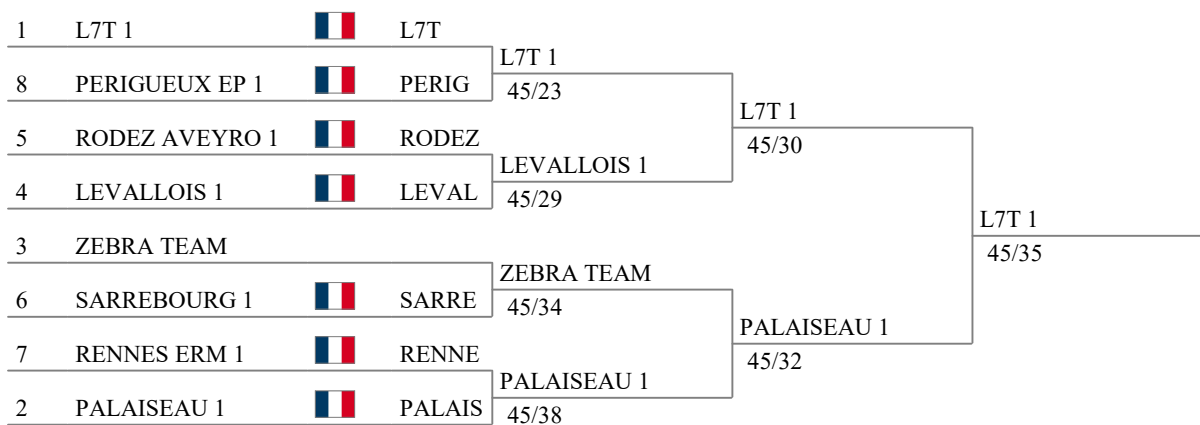 1 L7T 1 L7T
L7T 1
8 PERIGUEUX EP 1 PERIG
45/23
L7T 1
5 RODEZ AVEYRO 1 RODEZ
45/30
LEVALLOIS 1
4 LEVALLOIS 1 LEVAL
45/29
L7T 1
3 ZEBRA TEAM
45/35
ZEBRA TEAM
6 SARREBOURG 1 SARRE
45/34
PALAISEAU 1
7 RENNES ERM 1 RENNE
45/32
PALAISEAU 1
2 PALAISEAU 1 PALAIS
45/38